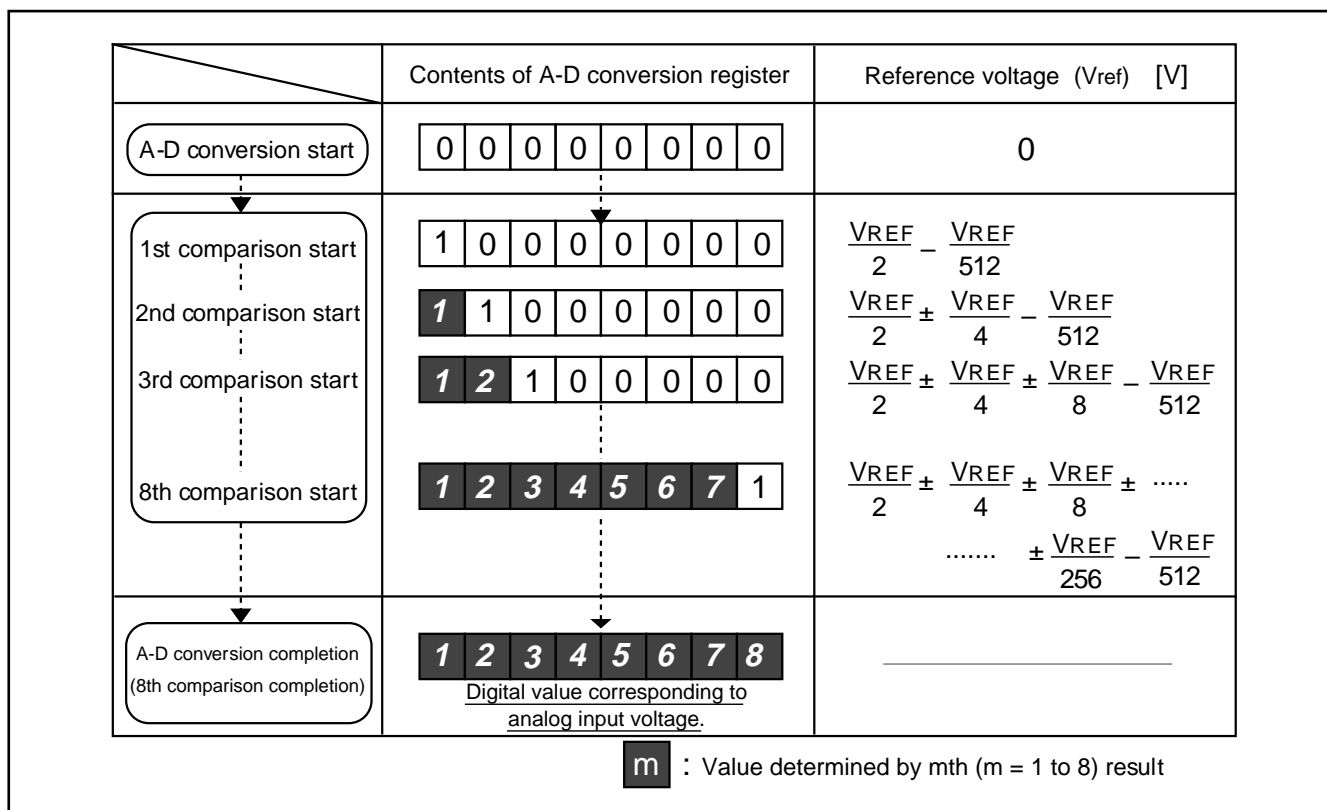 Contents of A-D conversion register
Reference voltage (Vref) [V]
A-D conversion start
0 0 0 0 0 0 0 0
0
1st comparison start
1 0 0 0 0 0 0 0
VREF/2 – VREF/512
2nd comparison start
1 1 0 0 0 0 0 0
VREF/2 ± VREF/4 – VREF/512
3rd comparison start
1 2 1 0 0 0 0 0
VREF/2 ± VREF/4 ± VREF/8 – VREF/512
8th comparison start
1 2 3 4 5 6 7 1
VREF/2 ± VREF/4 ± VREF/8 ± .....
....... ± VREF/256 – VREF/512
A-D conversion completion
(8th comparison completion)
1 2 3 4 5 6 7 8
Digital value corresponding to
analog input voltage.
m : Value determined by mth (m = 1 to 8) result